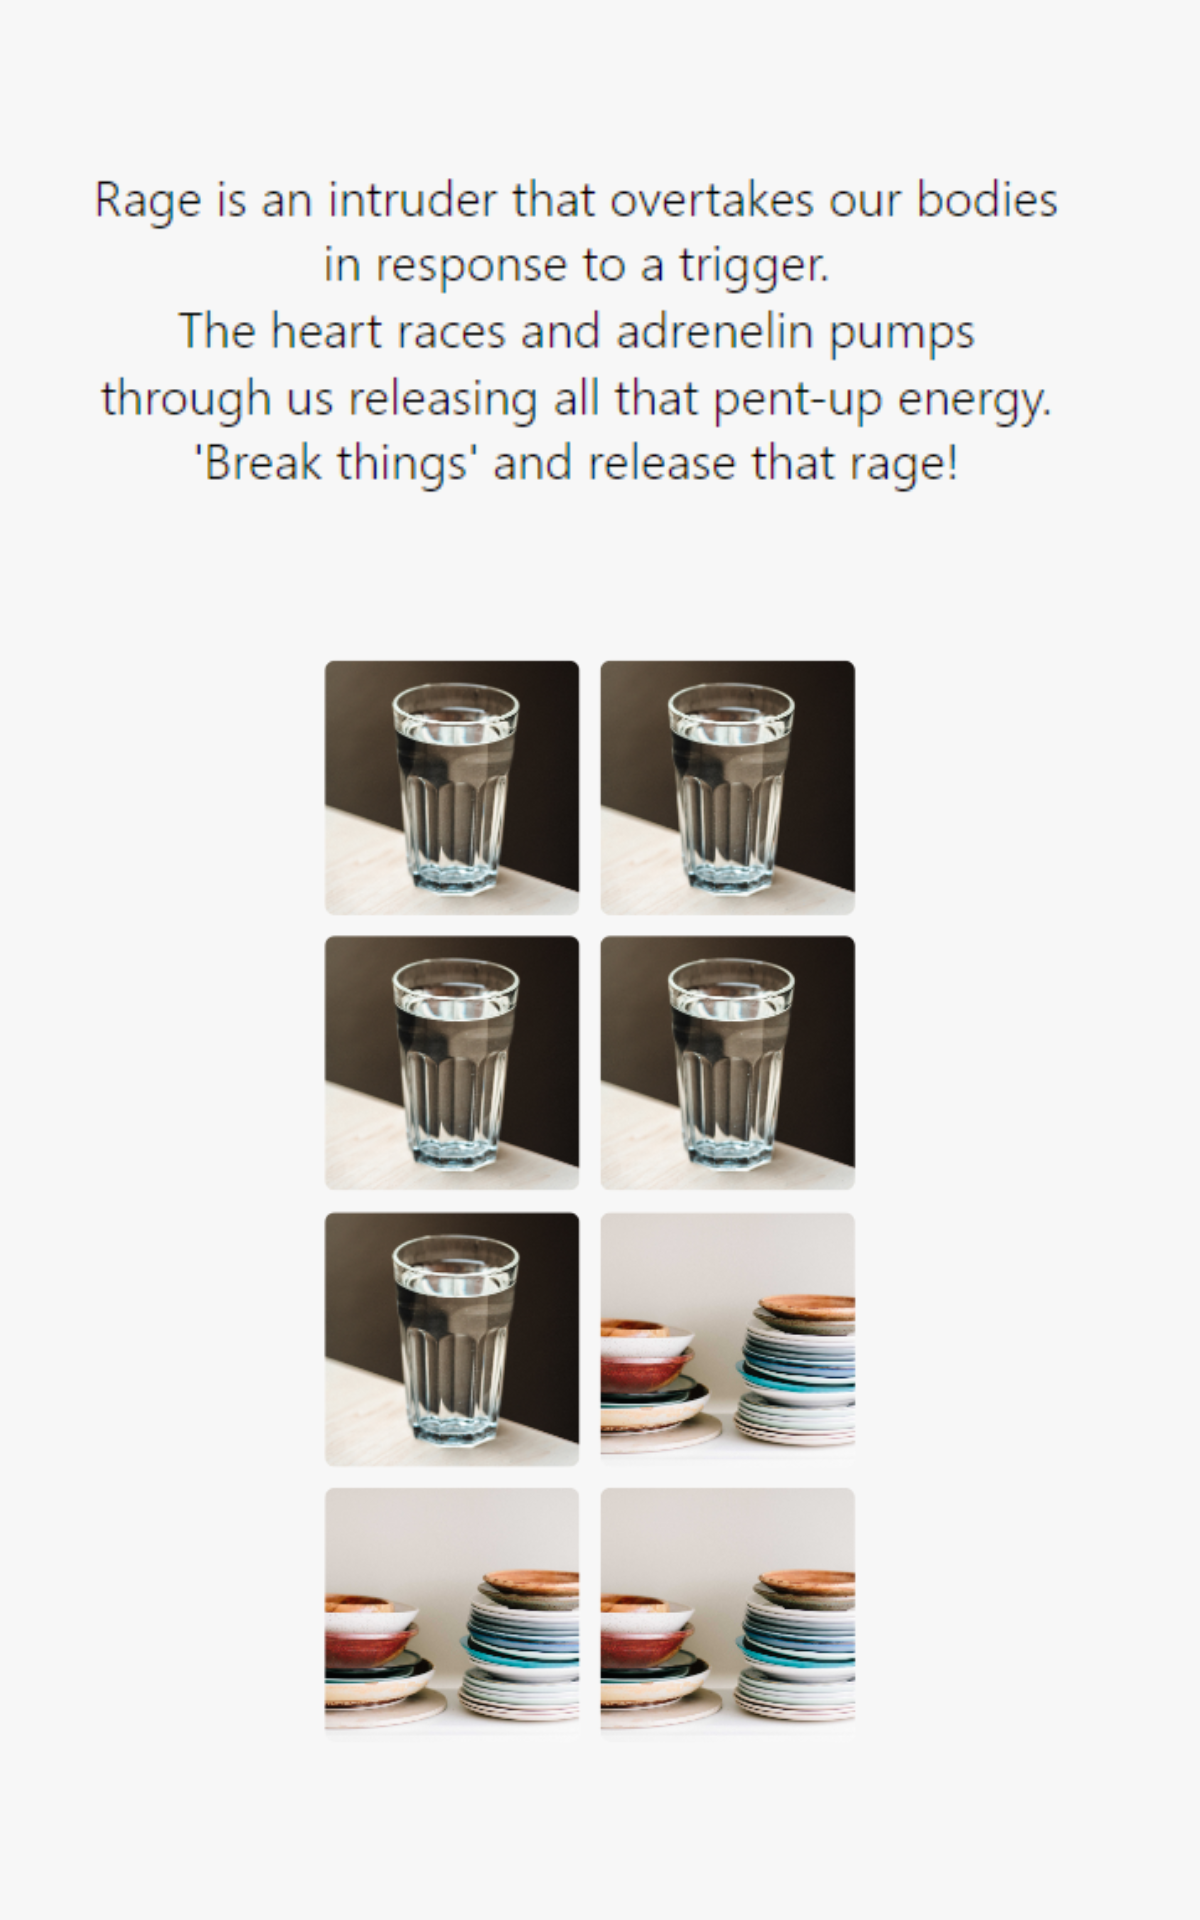 Rage is an intruder that overtakes our bodies
in response to a trigger.
The heart races and adrenelin pumps
through us releasing all that pent-up energy.
'Break things' and release that rage!